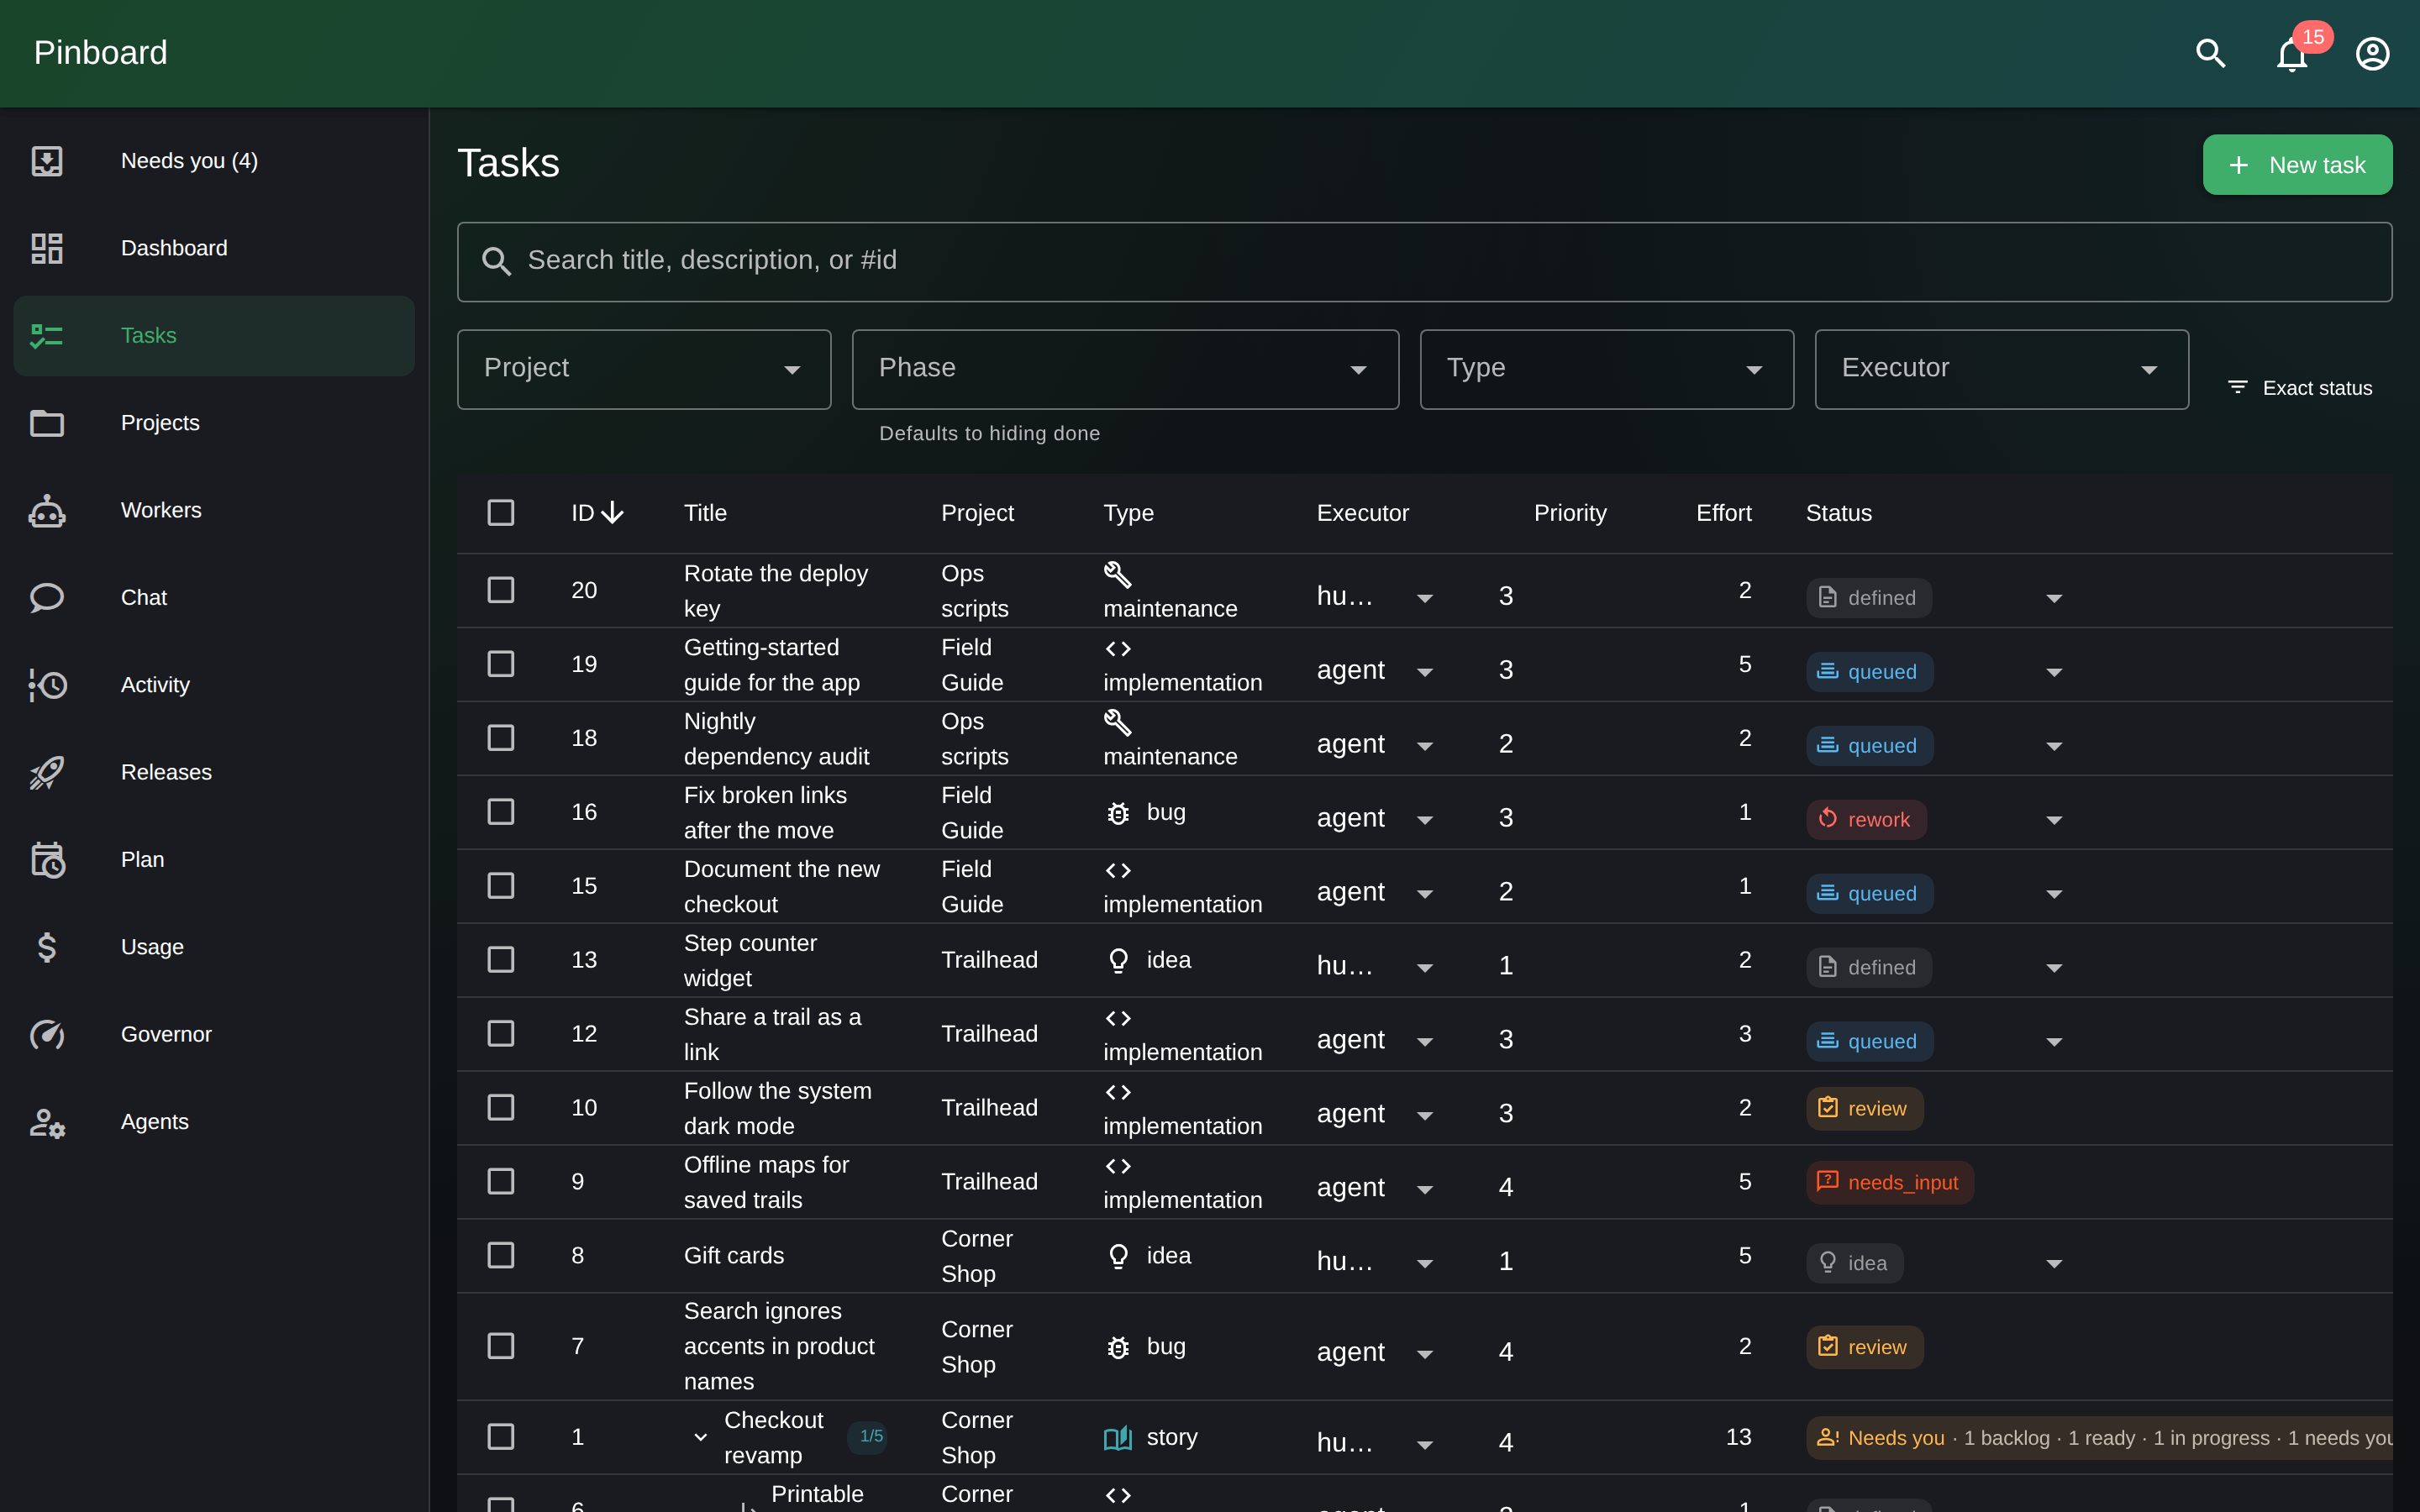 Pinboard
15
Needs you (4)
Dashboard
Tasks
Projects
Workers
Chat
Activity
Releases
Plan
Usage
Governor
Agents
Tasks
New task
Search title, description, or #id
Project
Phase
Type
Executor
Exact status
Defaults to hiding done
ID Title Project Type Executor Priority Effort Status
20 Rotate the deploy key Ops scripts maintenance hu… 3 2 defined
19 Getting-started guide for the app Field Guide implementation agent 3 5 queued
18 Nightly dependency audit Ops scripts maintenance agent 2 2 queued
16 Fix broken links after the move Field Guide bug agent 3 1 rework
15 Document the new checkout Field Guide implementation agent 2 1 queued
13 Step counter widget Trailhead idea hu… 1 2 defined
12 Share a trail as a link Trailhead implementation agent 3 3 queued
10 Follow the system dark mode Trailhead implementation agent 3 2 review
9 Offline maps for saved trails Trailhead implementation agent 4 5 needs_input
8 Gift cards Corner Shop idea hu… 1 5 idea
7 Search ignores accents in product names Corner Shop bug agent 4 2 review
1 Checkout revamp 1/5 Corner Shop story hu… 4 13 Needs you · 1 backlog · 1 ready · 1 in progress · 1 needs you
6 Printable Corner 1